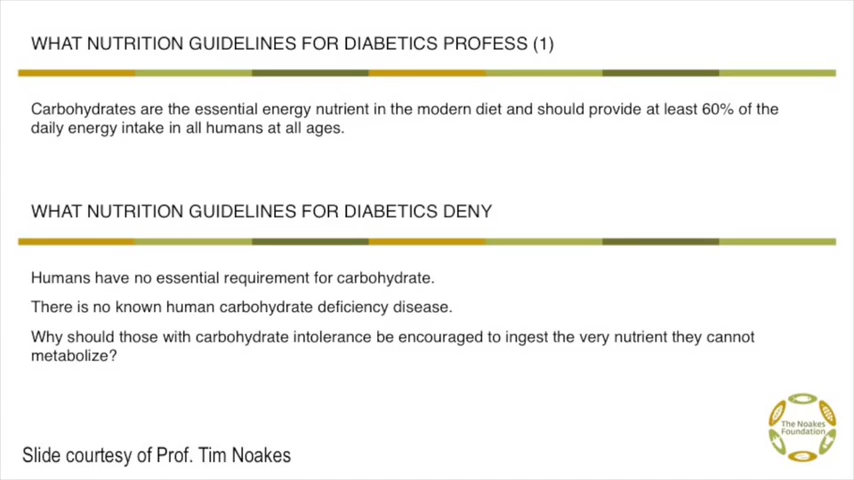 WHAT NUTRITION GUIDELINES FOR DIABETICS PROFESS (1)
Carbohydrates are the essential energy nutrient in the modern diet and should provide at least 60% of the
daily energy intake in all humans at all ages.
WHAT NUTRITION GUIDELINES FOR DIABETICS DENY
Humans have no essential requirement for carbohydrate.
There is no known human carbohydrate deficiency disease.
Why should those with carbohydrate intolerance be encouraged to ingest the very nutrient they cannot
metabolize?
The Noakes
Foundation
Slide courtesy of Prof. Tim Noakes